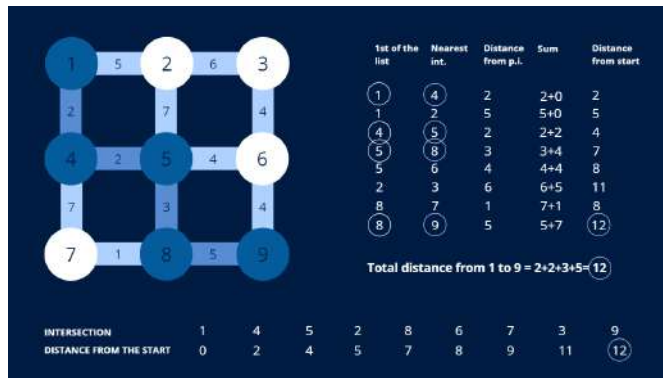 1 5 2 6 3
2 7 4
4 2 5 4 6
7 3 4
7 1 8 5 9
1st of the list Nearest int. Distance from p.i. Sum Distance from start
1 4 2 2+0 2
1 2 5 5+0 5
4 5 2 2+2 4
5 8 3 3+4 7
5 6 4 4+4 8
2 3 6 6+5 11
8 7 1 7+1 8
8 9 5 5+7 12
Total distance from 1 to 9 = 2+2+3+5= 12
INTERSECTION 1 4 5 2 8 6 7 3 9
DISTANCE FROM THE START 0 2 4 5 7 8 9 11 12